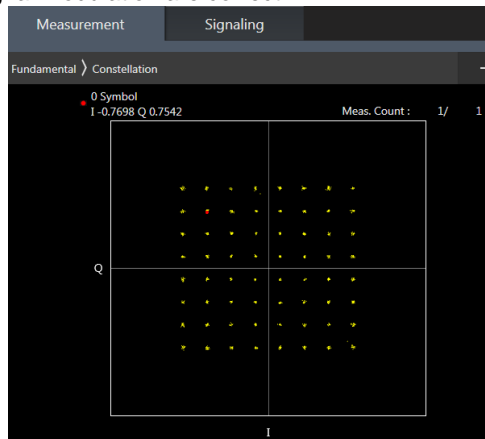 Measurement Signaling
Fundamental 〉 Constellation
0 Symbol
I -0.7698 Q 0.7542 Meas. Count : 1/ 1
Q
I